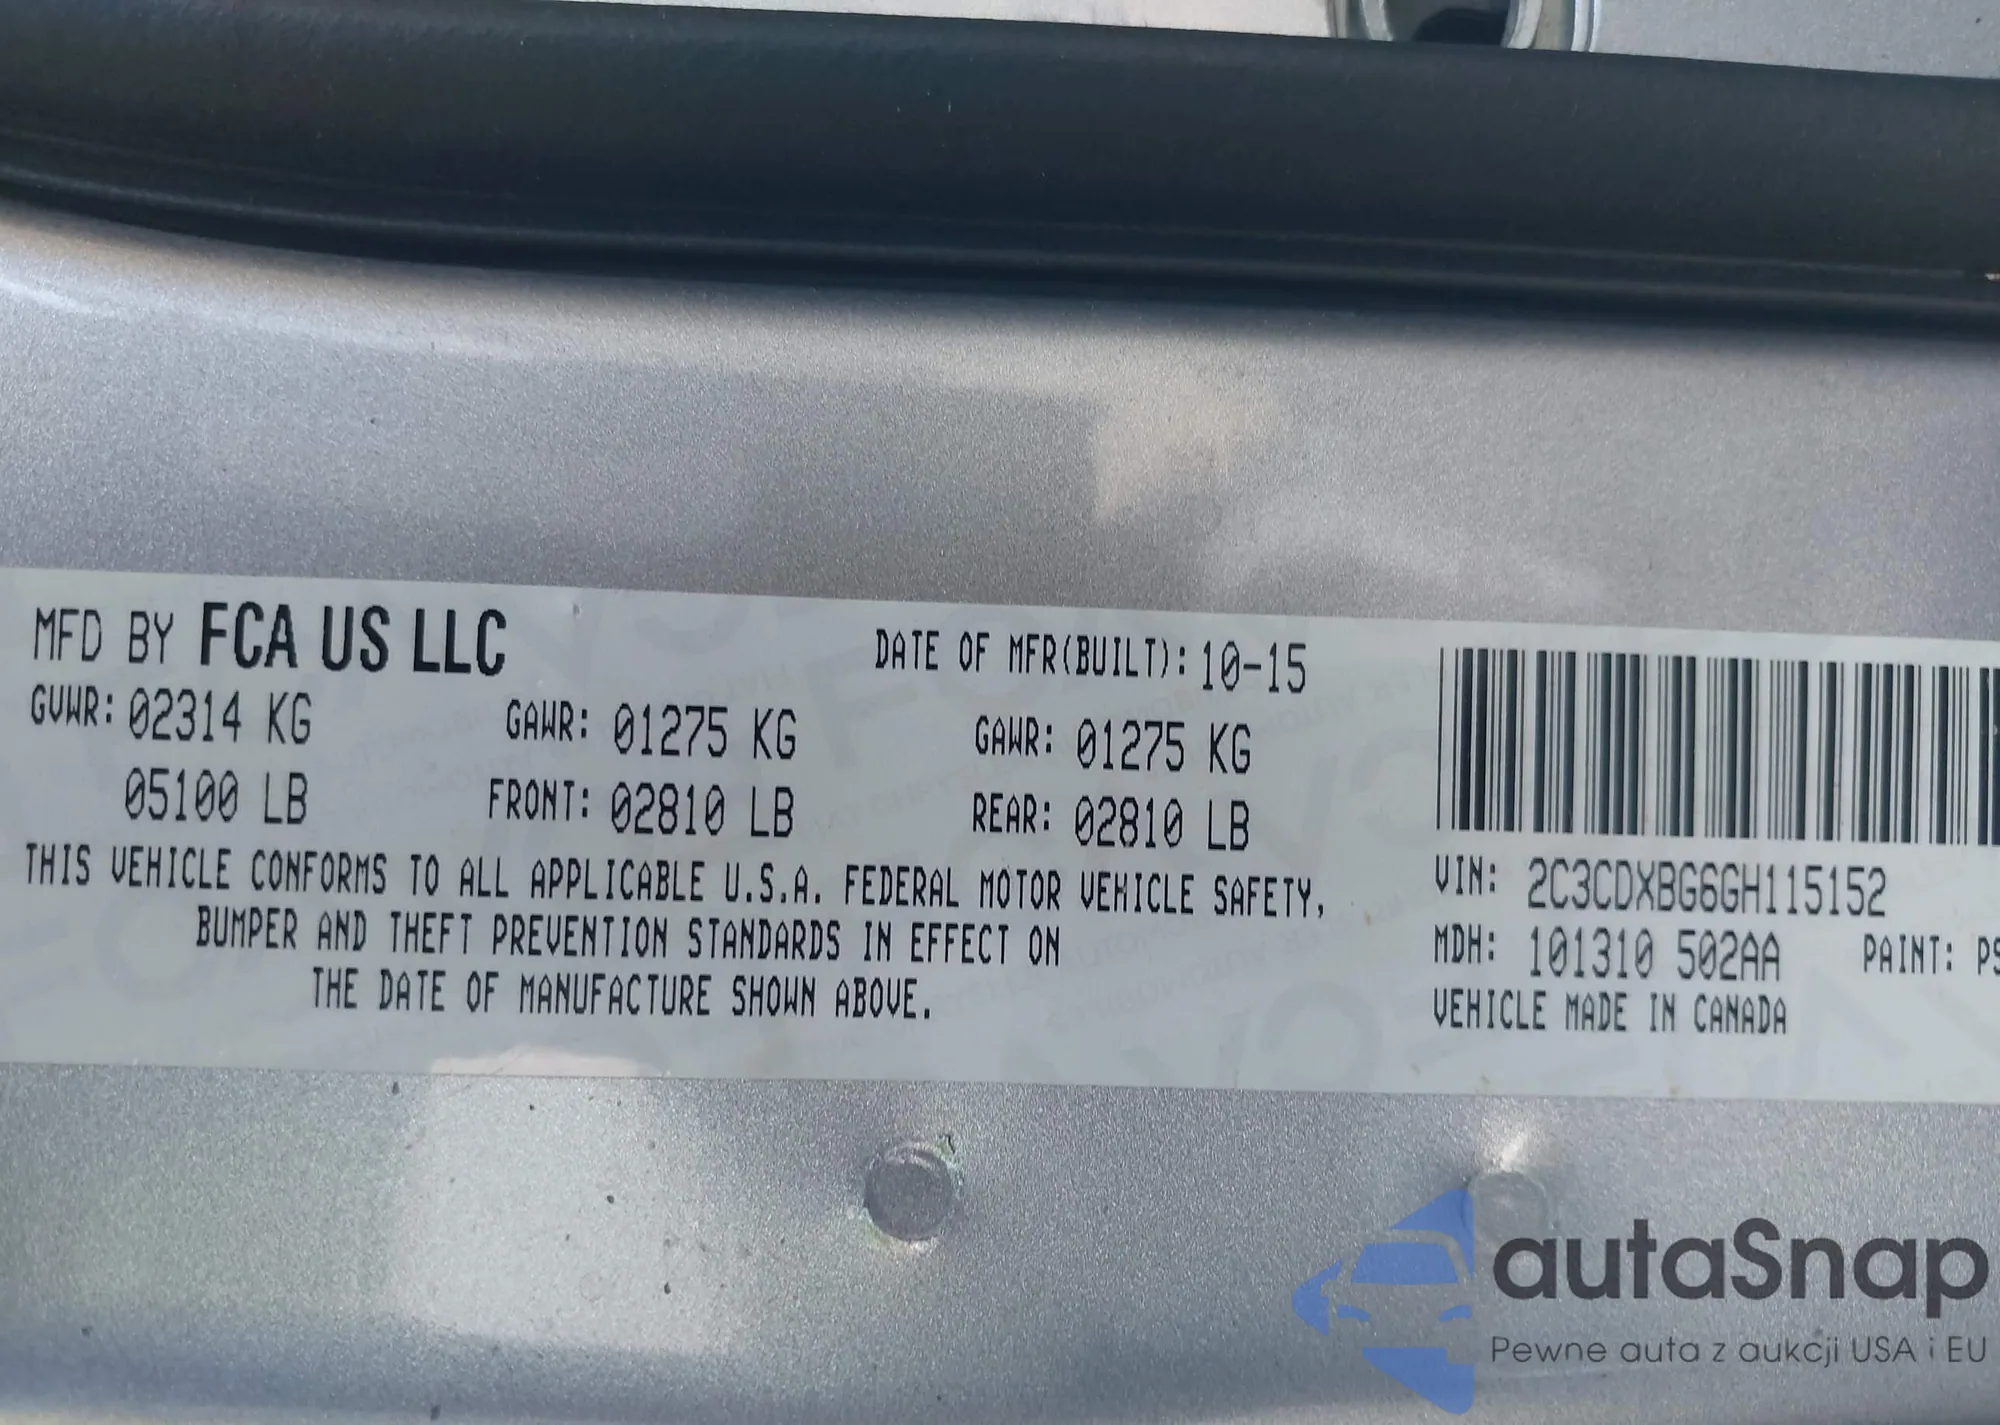 MFD BY FCA US LLC DATE OF MFR(BUILT): 10-15
GVWR: 02314 KG GAWR: 01275 KG GAWR: 01275 KG
05100 LB FRONT: 02810 LB REAR: 02810 LB
THIS VEHICLE CONFORMS TO ALL APPLICABLE U.S.A. FEDERAL MOTOR VEHICLE SAFETY,
BUMPER AND THEFT PREVENTION STANDARDS IN EFFECT ON
THE DATE OF MANUFACTURE SHOWN ABOVE.
VIN: 2C3CDXBG6GH115152
MDH: 101310 502AA PAINT: PS
VEHICLE MADE IN CANADA
autaSnap
Pewne auta z aukcji USA i EU